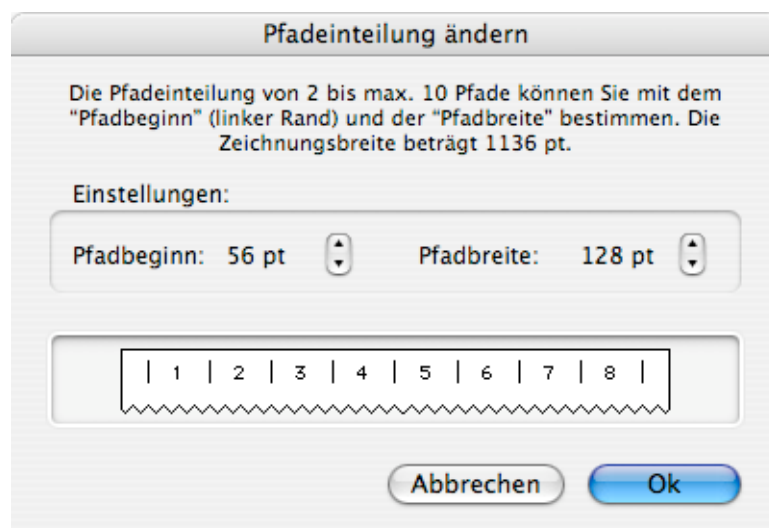 Pfadeinteilung ändern
Die Pfadeinteilung von 2 bis max. 10 Pfade können Sie mit dem
"Pfadbeginn" (linker Rand) und der "Pfadbreite" bestimmen. Die
Zeichnungsbreite beträgt 1136 pt.
Einstellungen:
Pfadbeginn: 56 pt Pfadbreite: 128 pt
1 2 3 4 5 6 7 8
Abbrechen Ok